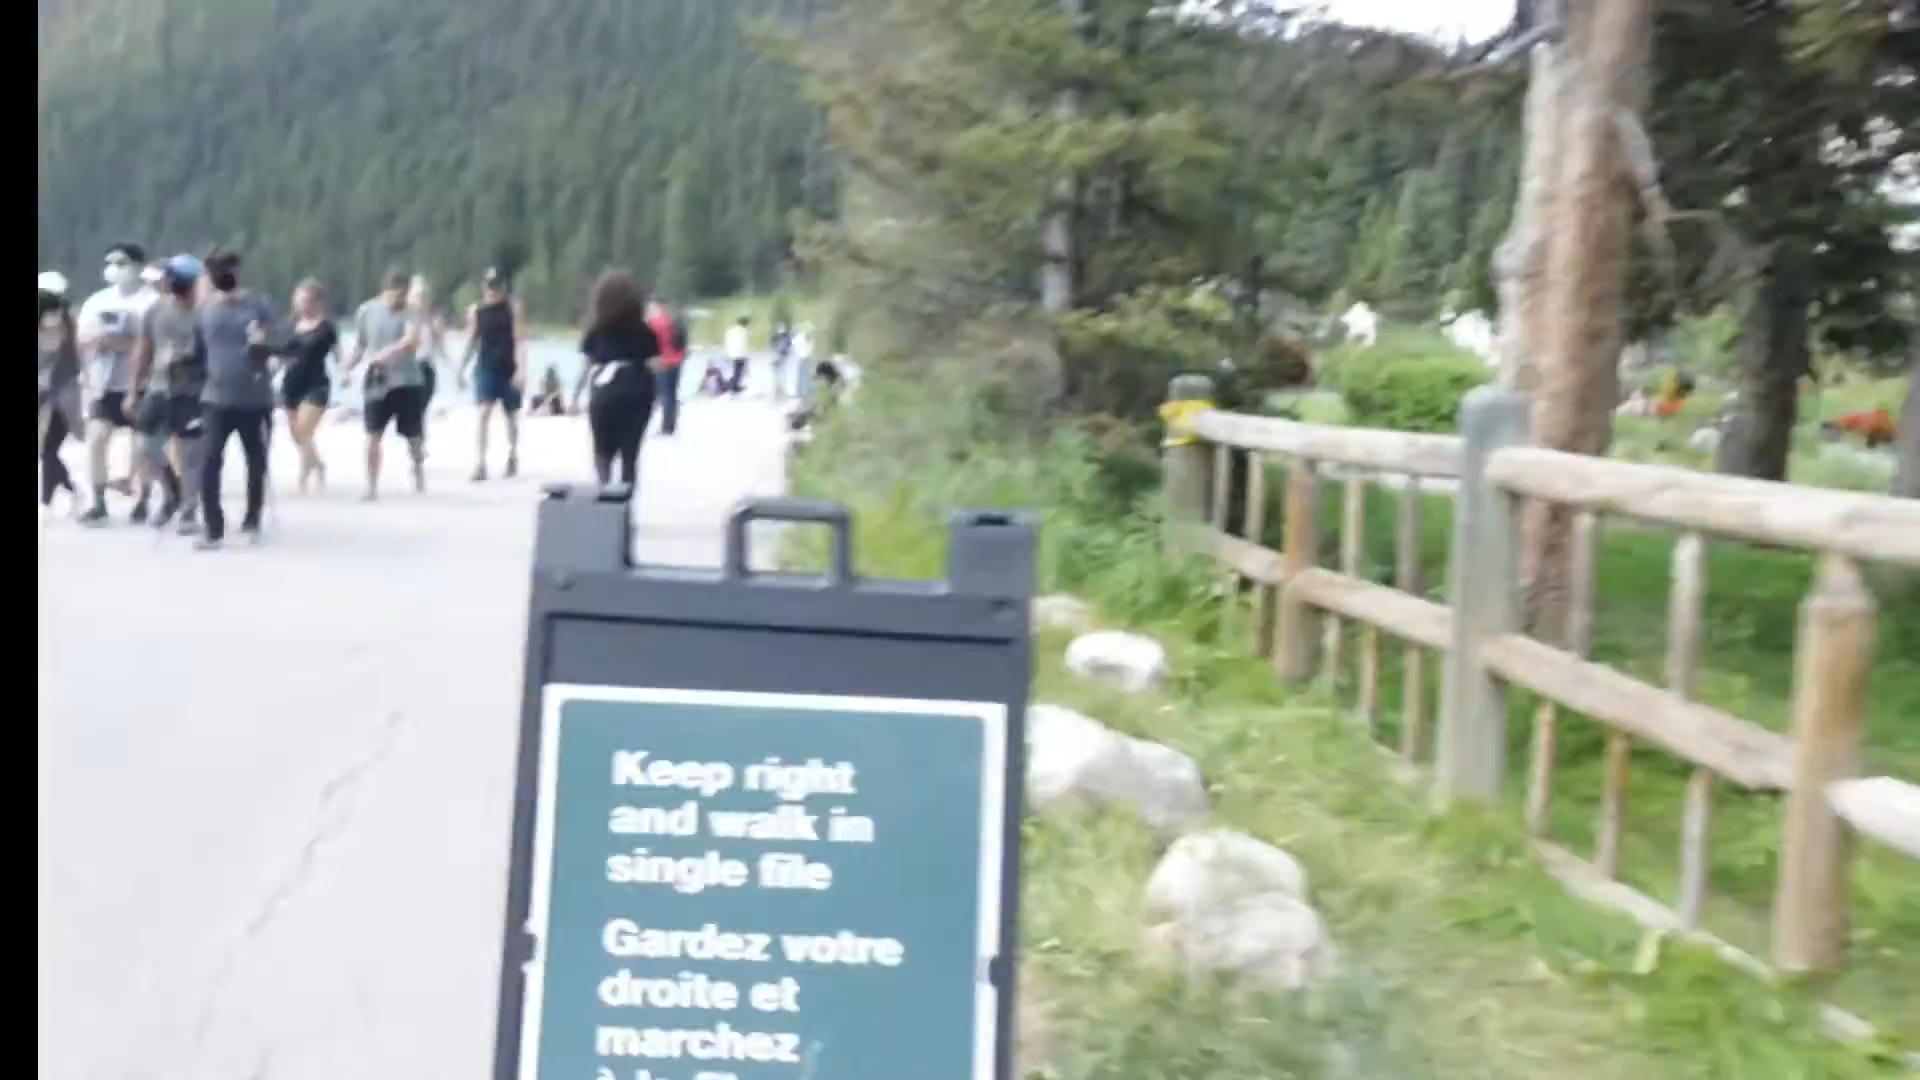 Keep right
and walk in
single file
Gardez votre
droite et
marchez